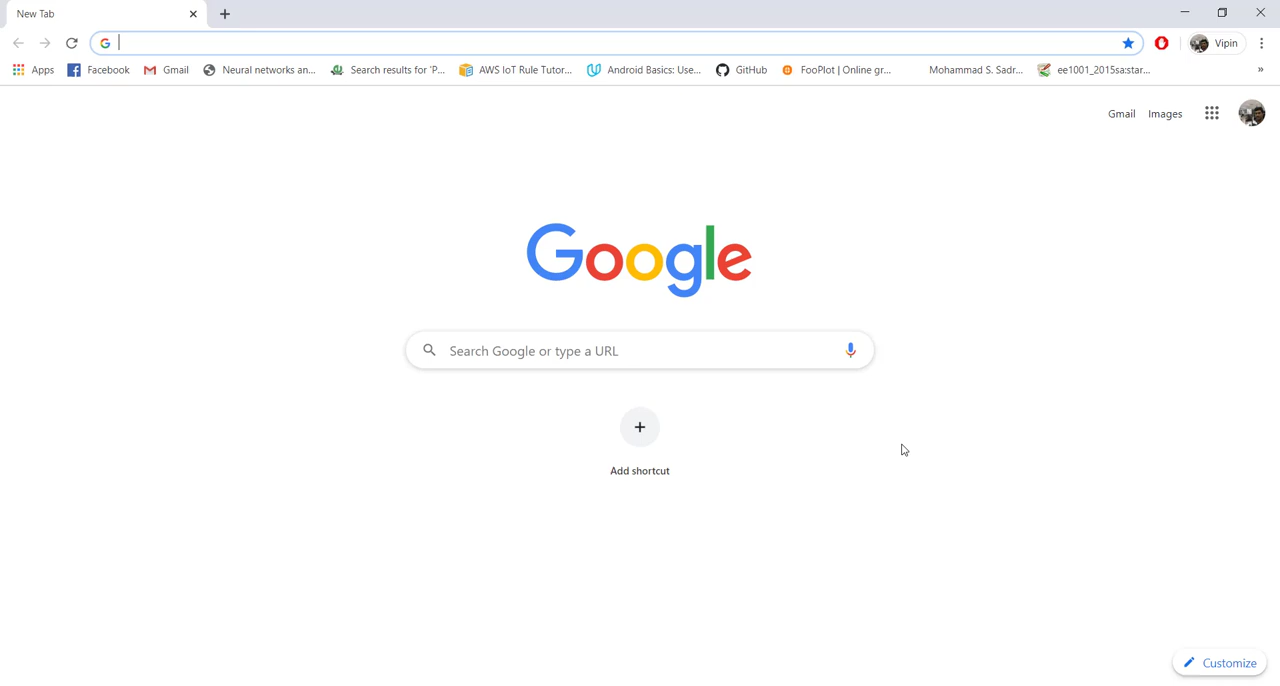 New Tab
Vipin
Apps Facebook Gmail Neural networks an... Search results for 'P... AWS IoT Rule Tutor... Android Basics: Use... GitHub FooPlot | Online gr... Mohammad S. Sadr... ee1001_2015sa:star... »
Gmail Images
Google
Search Google or type a URL
Add shortcut
Customize